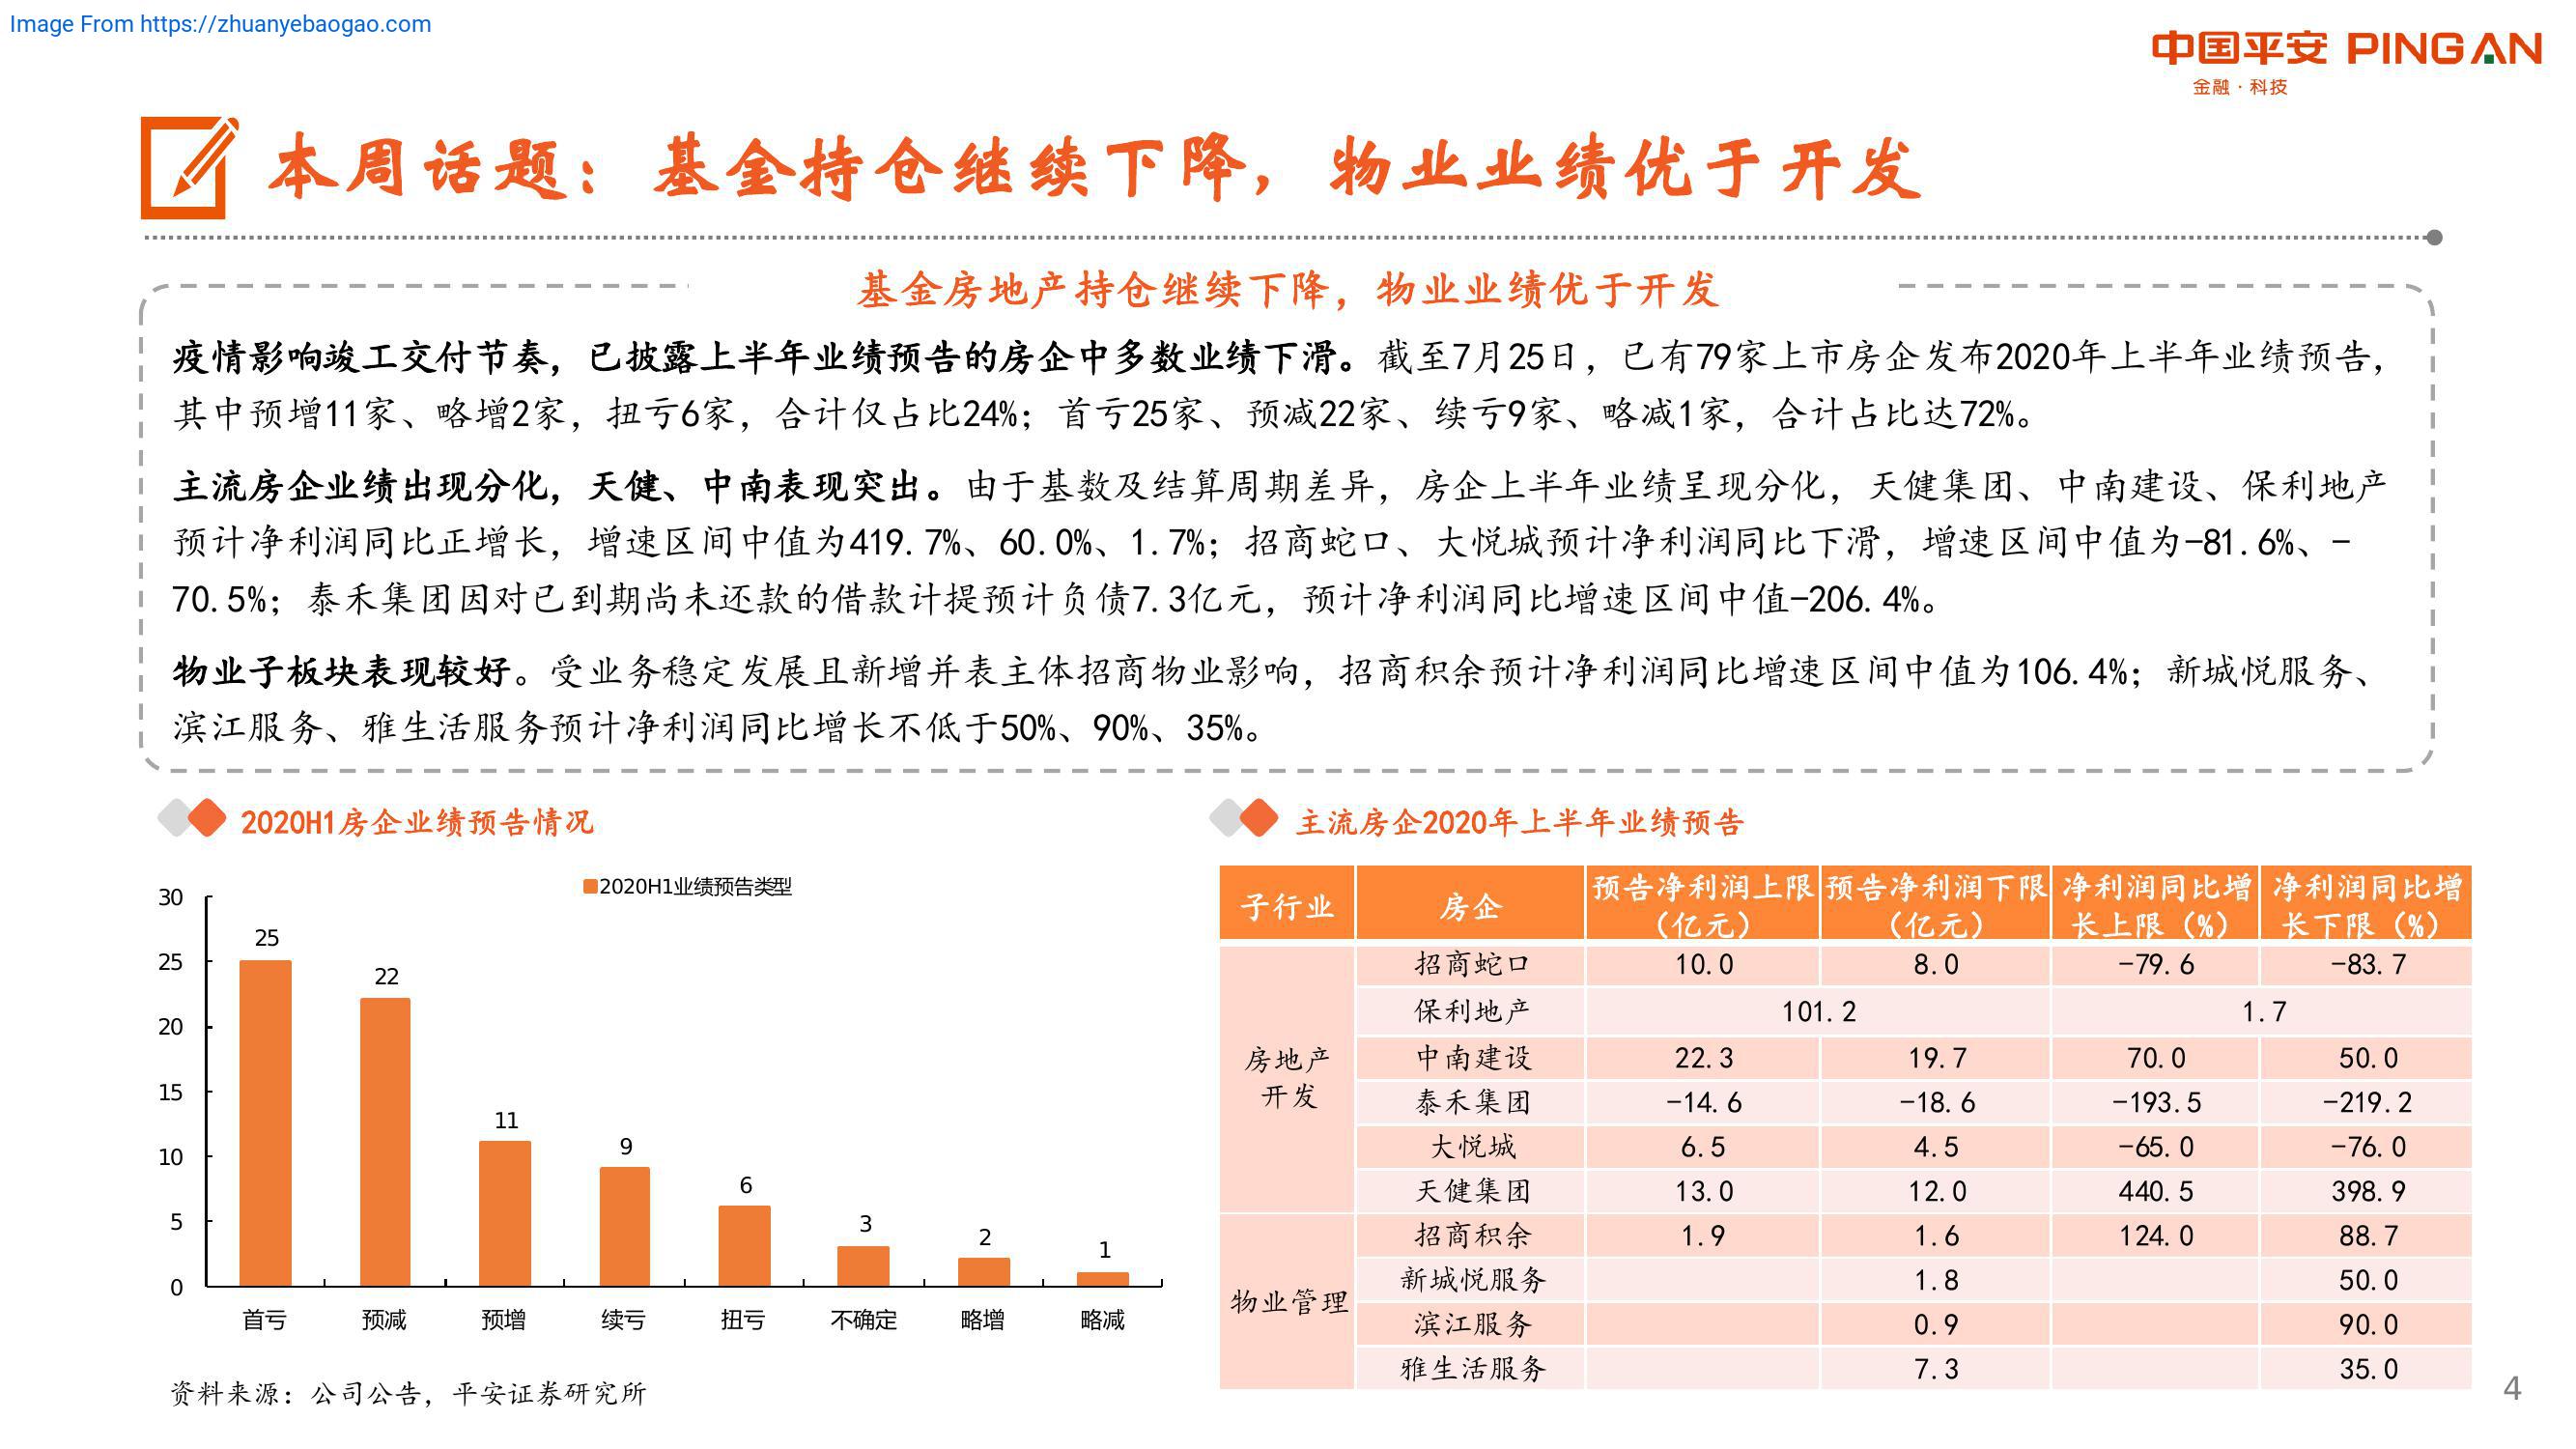 Image From https://zhuanyebaogao.com
中国平安 PINGAN
金融·科技
本周话题：基金持仓继续下降，物业业绩优于开发
基金房地产持仓继续下降，物业业绩优于开发
疫情影响竣工交付节奏，已披露上半年业绩预告的房企中多数业绩下滑。截至7月25日，已有79家上市房企发布2020年上半年业绩预告，
其中预增11家、略增2家，扭亏6家，合计仅占比24%；首亏25家、预减22家、续亏9家、略减1家，合计占比达72%。
主流房企业绩出现分化，天健、中南表现突出。由于基数及结算周期差异，房企上半年业绩呈现分化，天健集团、中南建设、保利地产
预计净利润同比正增长，增速区间中值为419.7%、60.0%、1.7%；招商蛇口、大悦城预计净利润同比下滑，增速区间中值为-81.6%、-
70.5%；泰禾集团因对已到期尚未还款的借款计提预计负债7.3亿元，预计净利润同比增速区间中值-206.4%。
物业子板块表现较好。受业务稳定发展且新增并表主体招商物业影响，招商积余预计净利润同比增速区间中值为106.4%；新城悦服务、
滨江服务、雅生活服务预计净利润同比增长不低于50%、90%、35%。
2020H1房企业绩预告情况
2020H1业绩预告类型
30
25
20
15
10
5
0
25
22
11
9
6
3
2
1
首亏 预减 预增 续亏 扭亏 不确定 略增 略减
资料来源：公司公告，平安证券研究所
主流房企2020年上半年业绩预告
子行业 房企 预告净利润上限（亿元） 预告净利润下限（亿元） 净利润同比增长上限（%） 净利润同比增长下限（%）
房地产开发
招商蛇口 10.0 8.0 -79.6 -83.7
保利地产 101.2 1.7
中南建设 22.3 19.7 70.0 50.0
泰禾集团 -14.6 -18.6 -193.5 -219.2
大悦城 6.5 4.5 -65.0 -76.0
天健集团 13.0 12.0 440.5 398.9
物业管理
招商积余 1.9 1.6 124.0 88.7
新城悦服务 1.8 50.0
滨江服务 0.9 90.0
雅生活服务 7.3 35.0
4